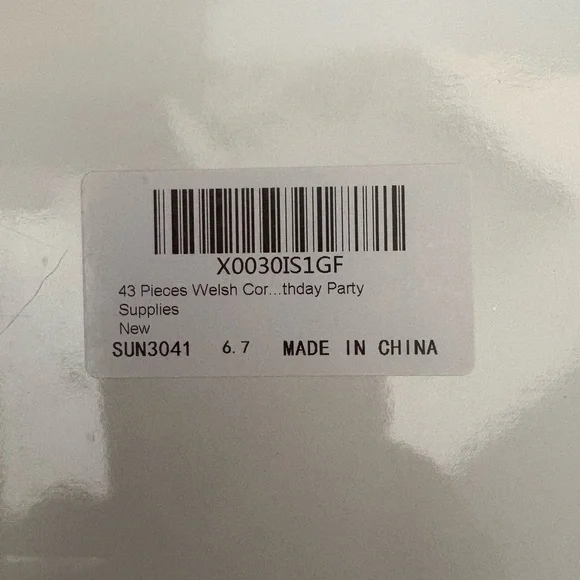 X0030IS1GF
43 Pieces Welsh Cor...thday Party
Supplies
New
SUN3041 6.7 MADE IN CHINA